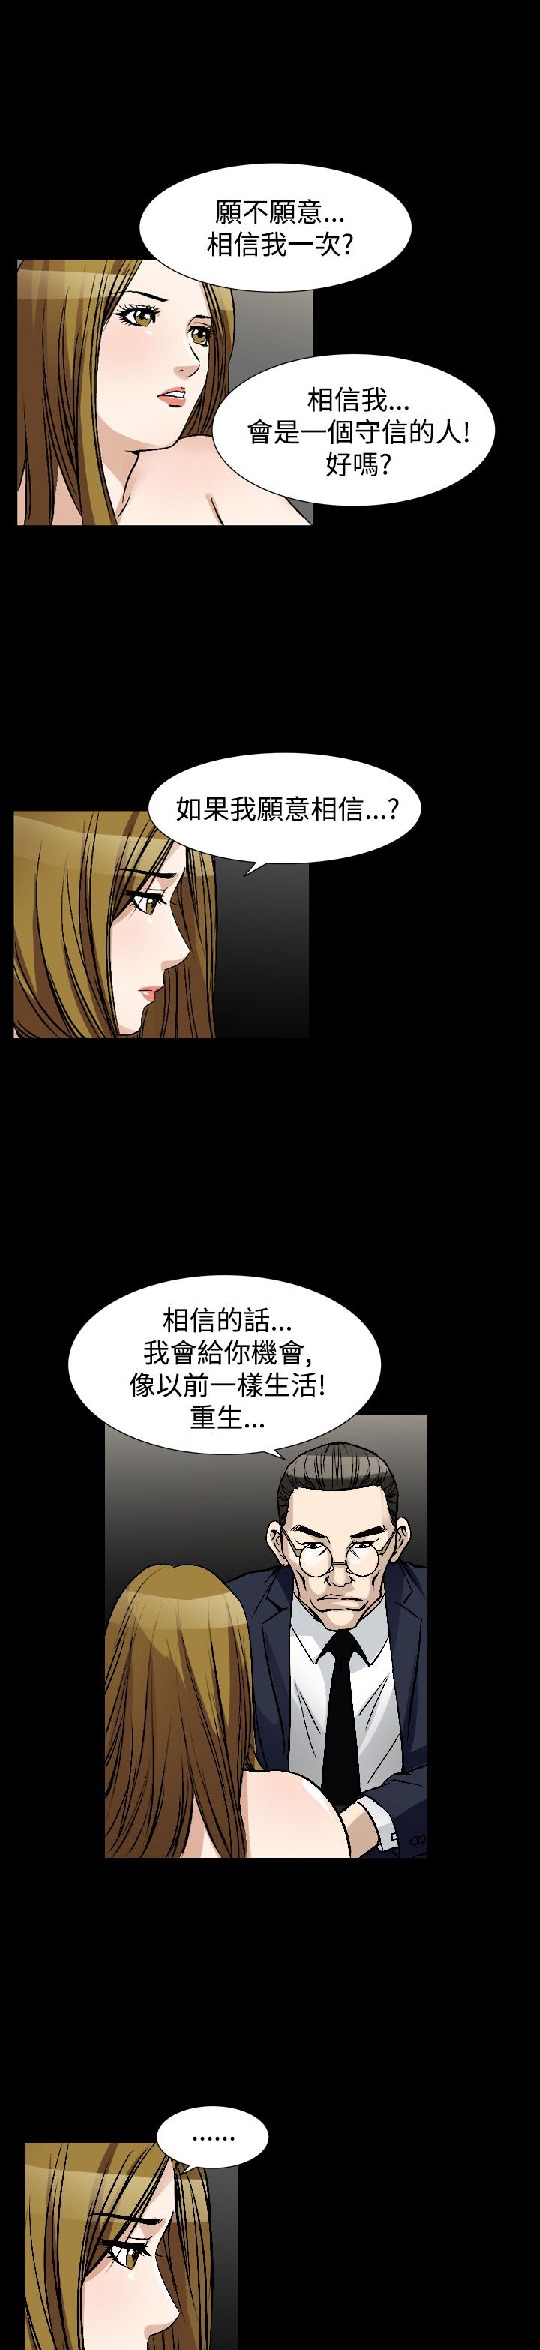 願不願意...
相信我一次?
相信我...
會是一個守信的人!
好嗎?
如果我願意相信...?
相信的話...
我會給你機會,
像以前一樣生活!
重生...
......